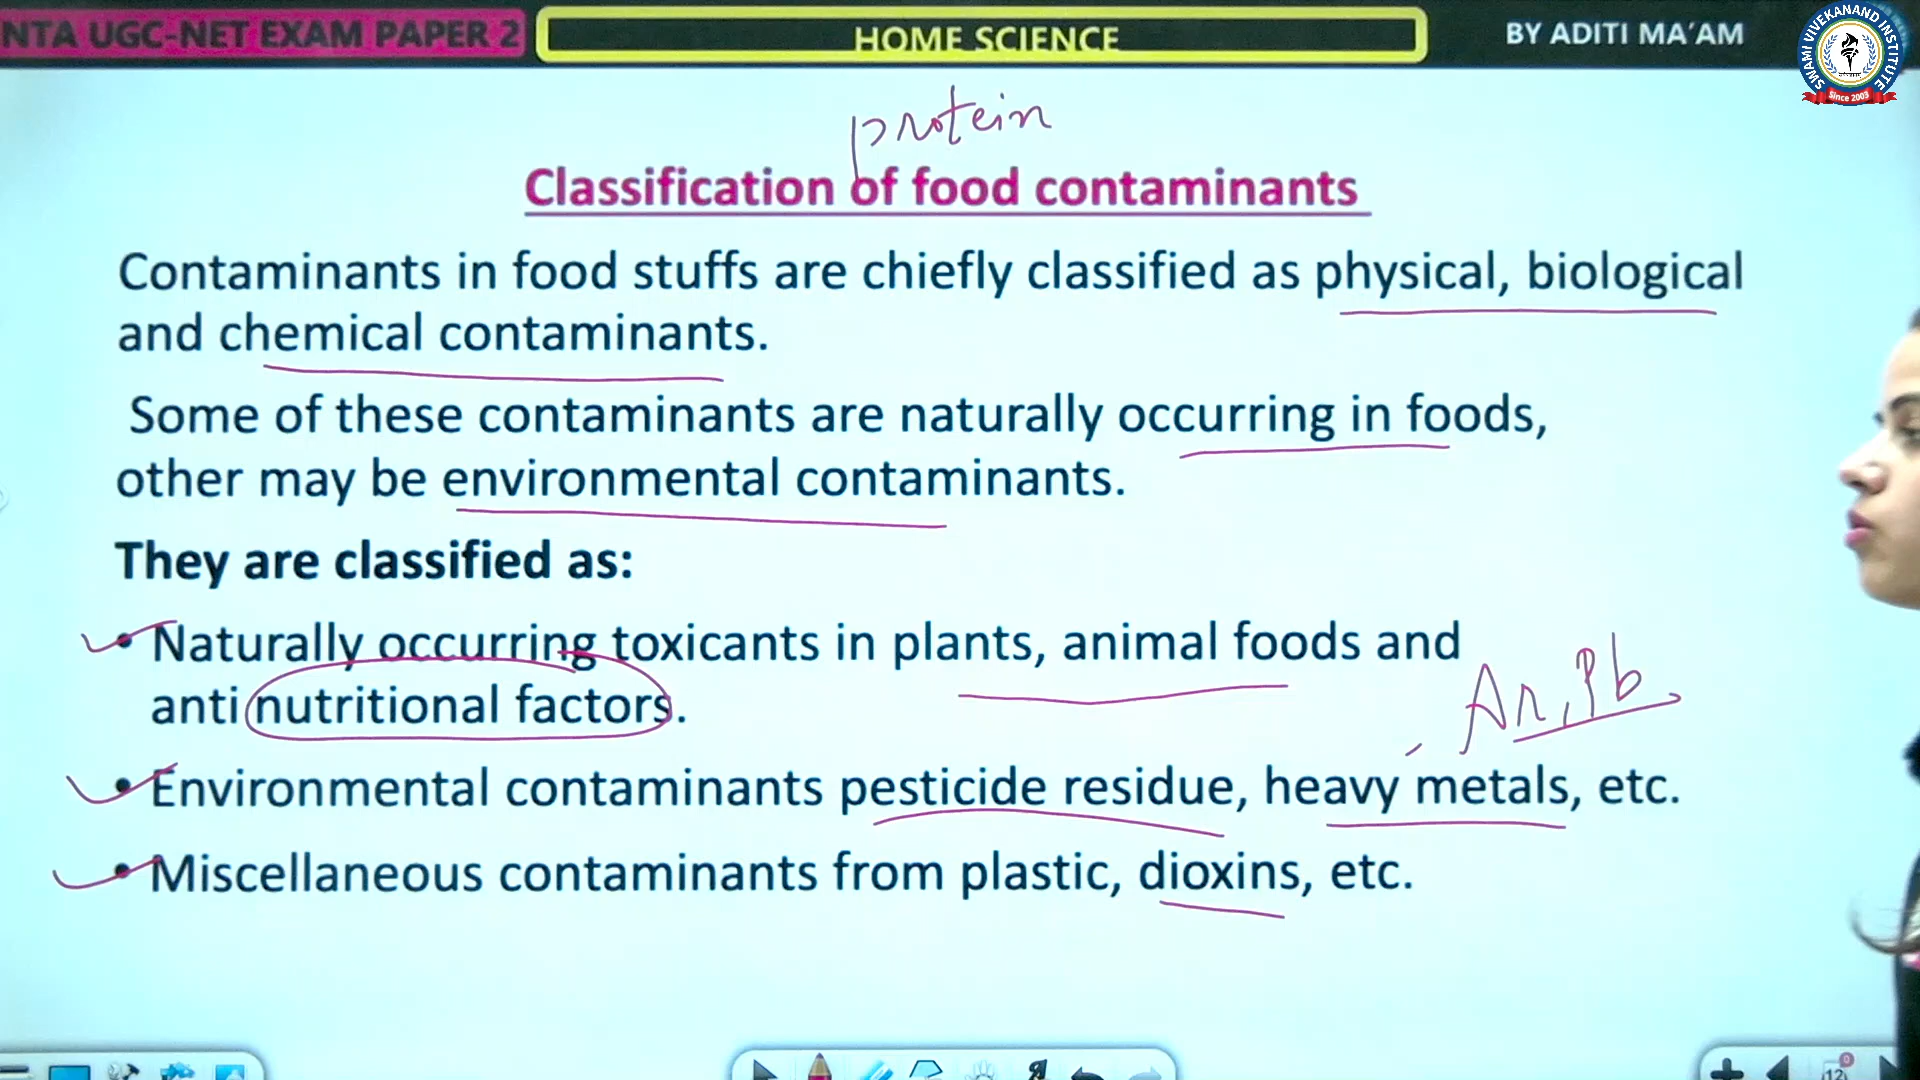 NTA UGC-NET EXAM PAPER 2
HOME SCIENCE
BY ADITI MA'AM
SWAMI VIVEKANAND INSTITUTE
Since 2003
protein
Classification of food contaminants
Contaminants in food stuffs are chiefly classified as physical, biological
and chemical contaminants.
Some of these contaminants are naturally occurring in foods,
other may be environmental contaminants.
They are classified as:
• Naturally occurring toxicants in plants, animal foods and
anti nutritional factors.
Ar, Pb
• Environmental contaminants pesticide residue, heavy metals, etc.
• Miscellaneous contaminants from plastic, dioxins, etc.
12
0